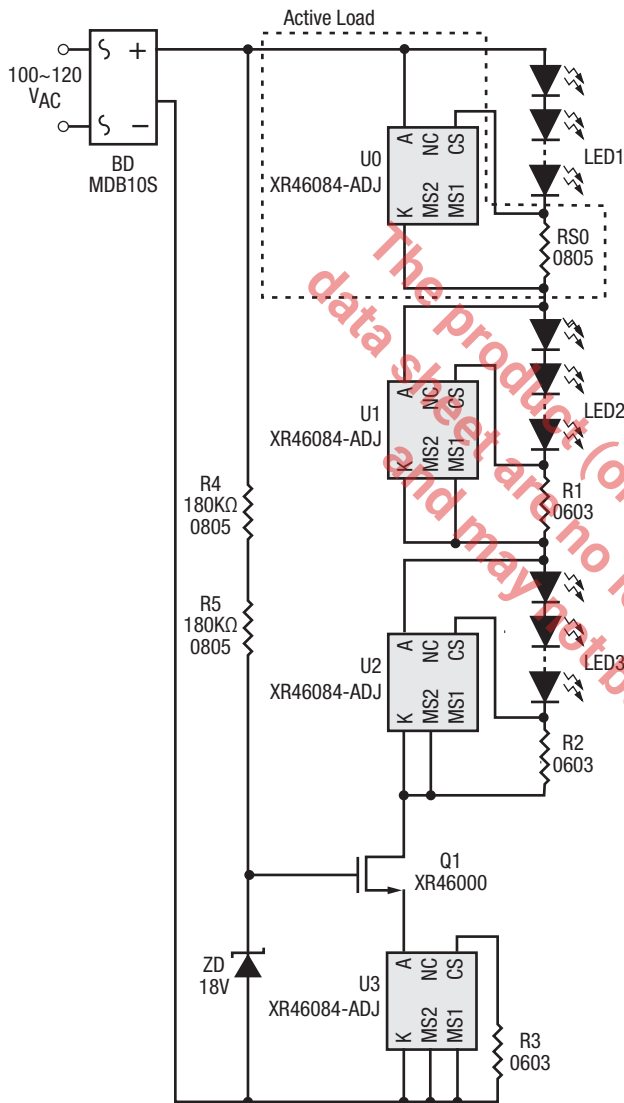 Active Load
100~120
VAC
+
−
BD
MDB10S
U0
XR46084-ADJ
A
NC
CS
K
MS2
MS1
LED1
RS0
0805
U1
XR46084-ADJ
A
NC
CS
K
MS2
MS1
LED2
R1
0603
R4
180KΩ
0805
R5
180KΩ
0805
U2
XR46084-ADJ
A
NC
CS
K
MS2
MS1
LED3
R2
0603
Q1
XR46000
ZD
18V
U3
XR46084-ADJ
A
NC
CS
K
MS2
MS1
R3
0603
The product (or
data sheet are no
and may not b